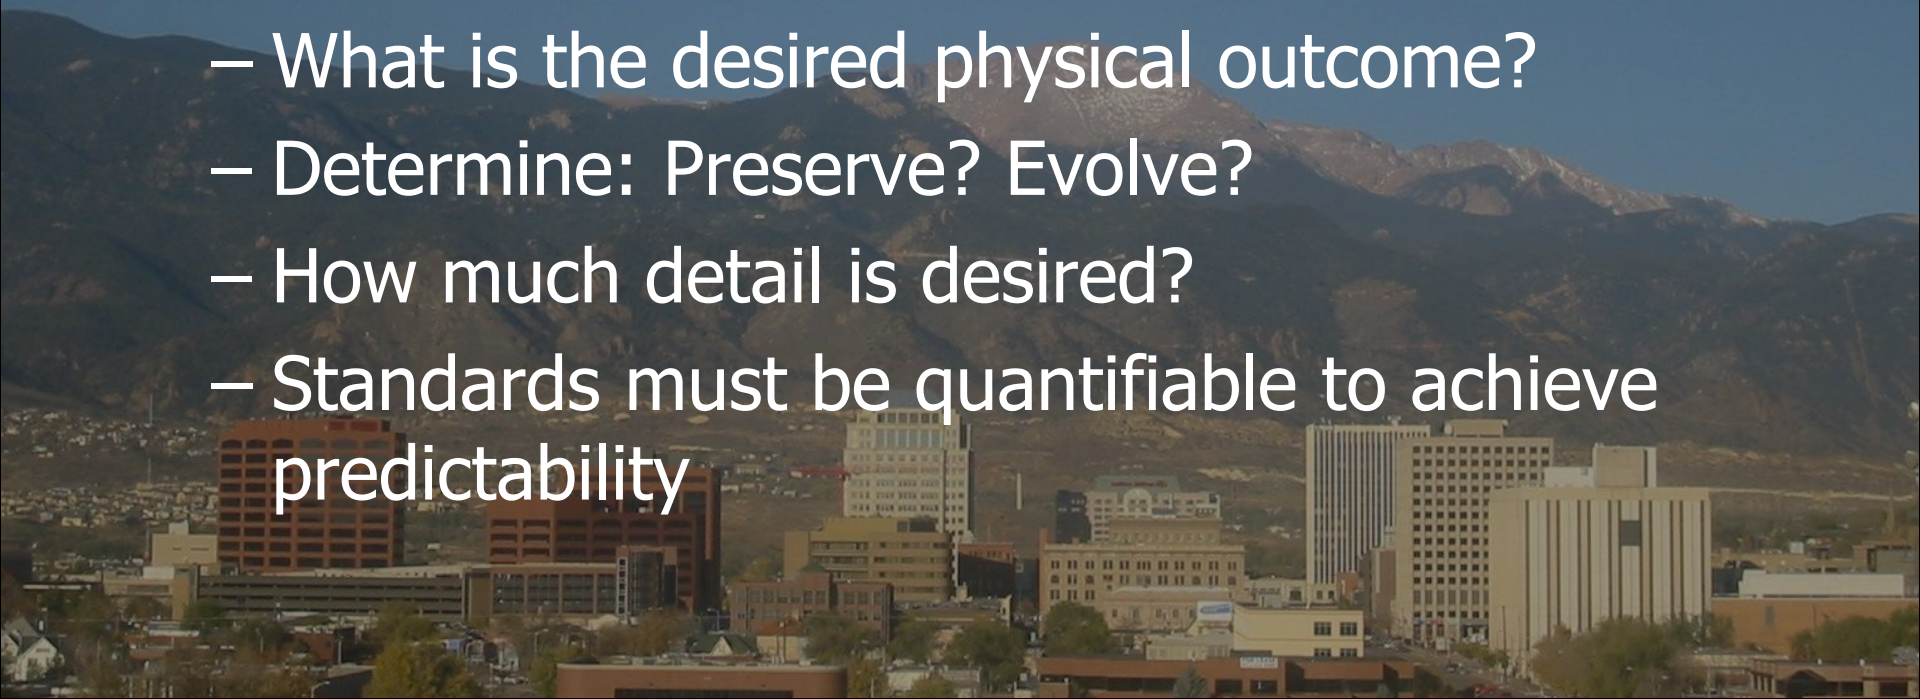 – What is the desired physical outcome?
– Determine: Preserve? Evolve?
– How much detail is desired?
– Standards must be quantifiable to achieve
predictability